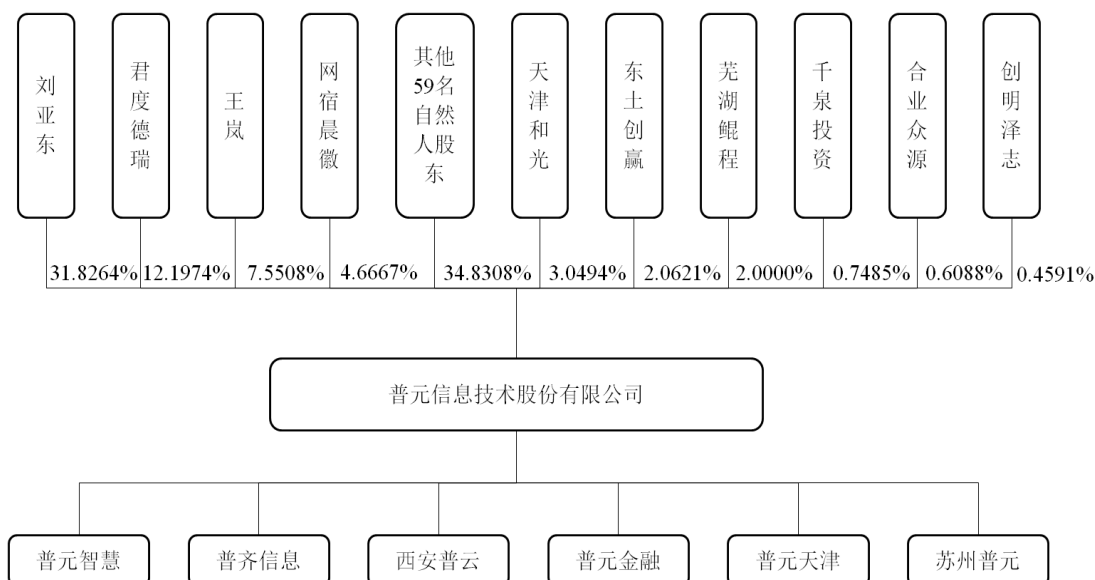 刘亚东
君度德瑞
王岚
网宿晨徽
其他
59名
自然
人股
东
天津和光
东土创赢
芜湖鲲程
千泉投资
合业众源
创明泽志
31.8264%
12.1974%
7.5508%
4.6667%
34.8308%
3.0494%
2.0621%
2.0000%
0.7485%
0.6088%
0.4591%
普元信息技术股份有限公司
普元智慧
普齐信息
西安普云
普元金融
普元天津
苏州普元